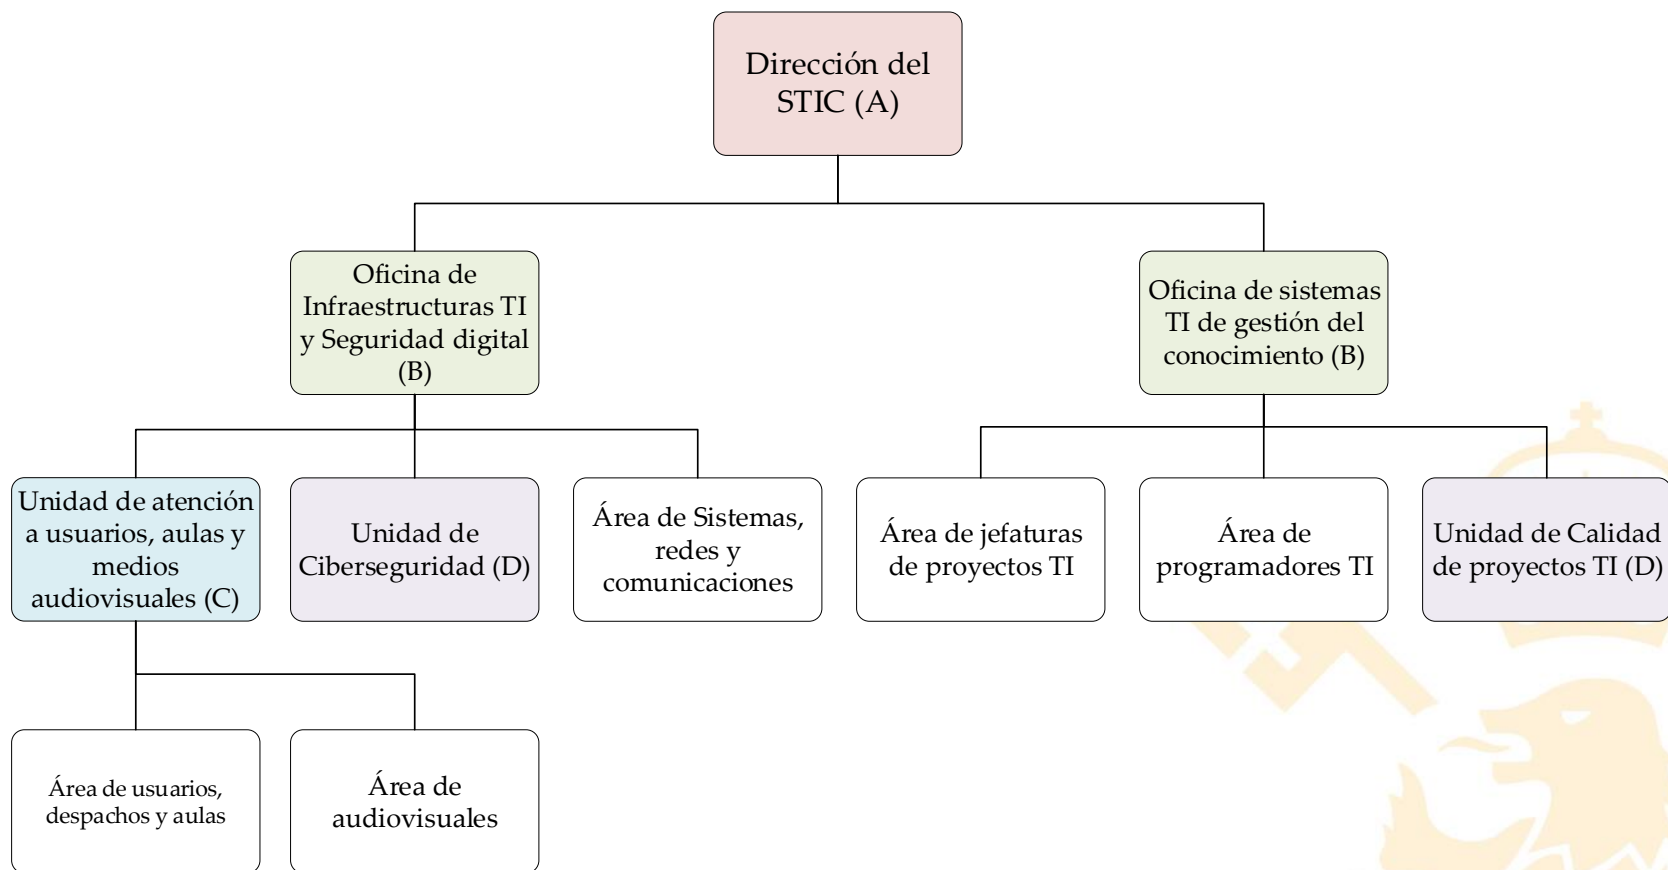 Dirección del
STIC (A)
Oficina de
Infraestructuras TI
y Seguridad digital
(B)
Oficina de sistemas
TI de gestión del
conocimiento (B)
Unidad de atención
a usuarios, aulas y
medios
audiovisuales (C)
Unidad de
Ciberseguridad (D)
Área de Sistemas,
redes y
comunicaciones
Área de jefaturas
de proyectos TI
Área de
programadores TI
Unidad de Calidad
de proyectos TI (D)
Área de usuarios,
despachos y aulas
Área de
audiovisuales